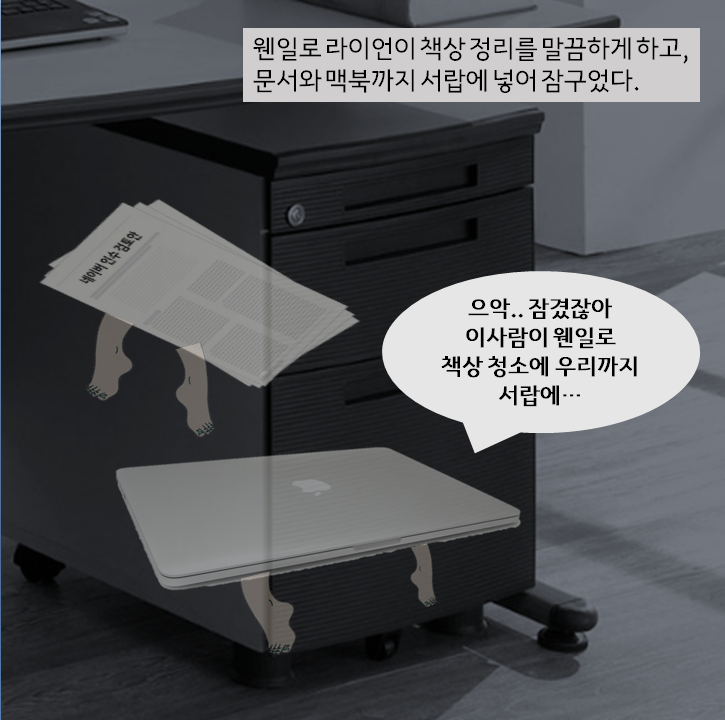 웬일로 라이언이 책상 정리를 말끔하게 하고,
문서와 맥북까지 서랍에 넣어 잠구었다.
네이비 인수 검토안
으악.. 잠겼잖아
이사람이 웬일로
책상 청소에 우리까지
서랍에…